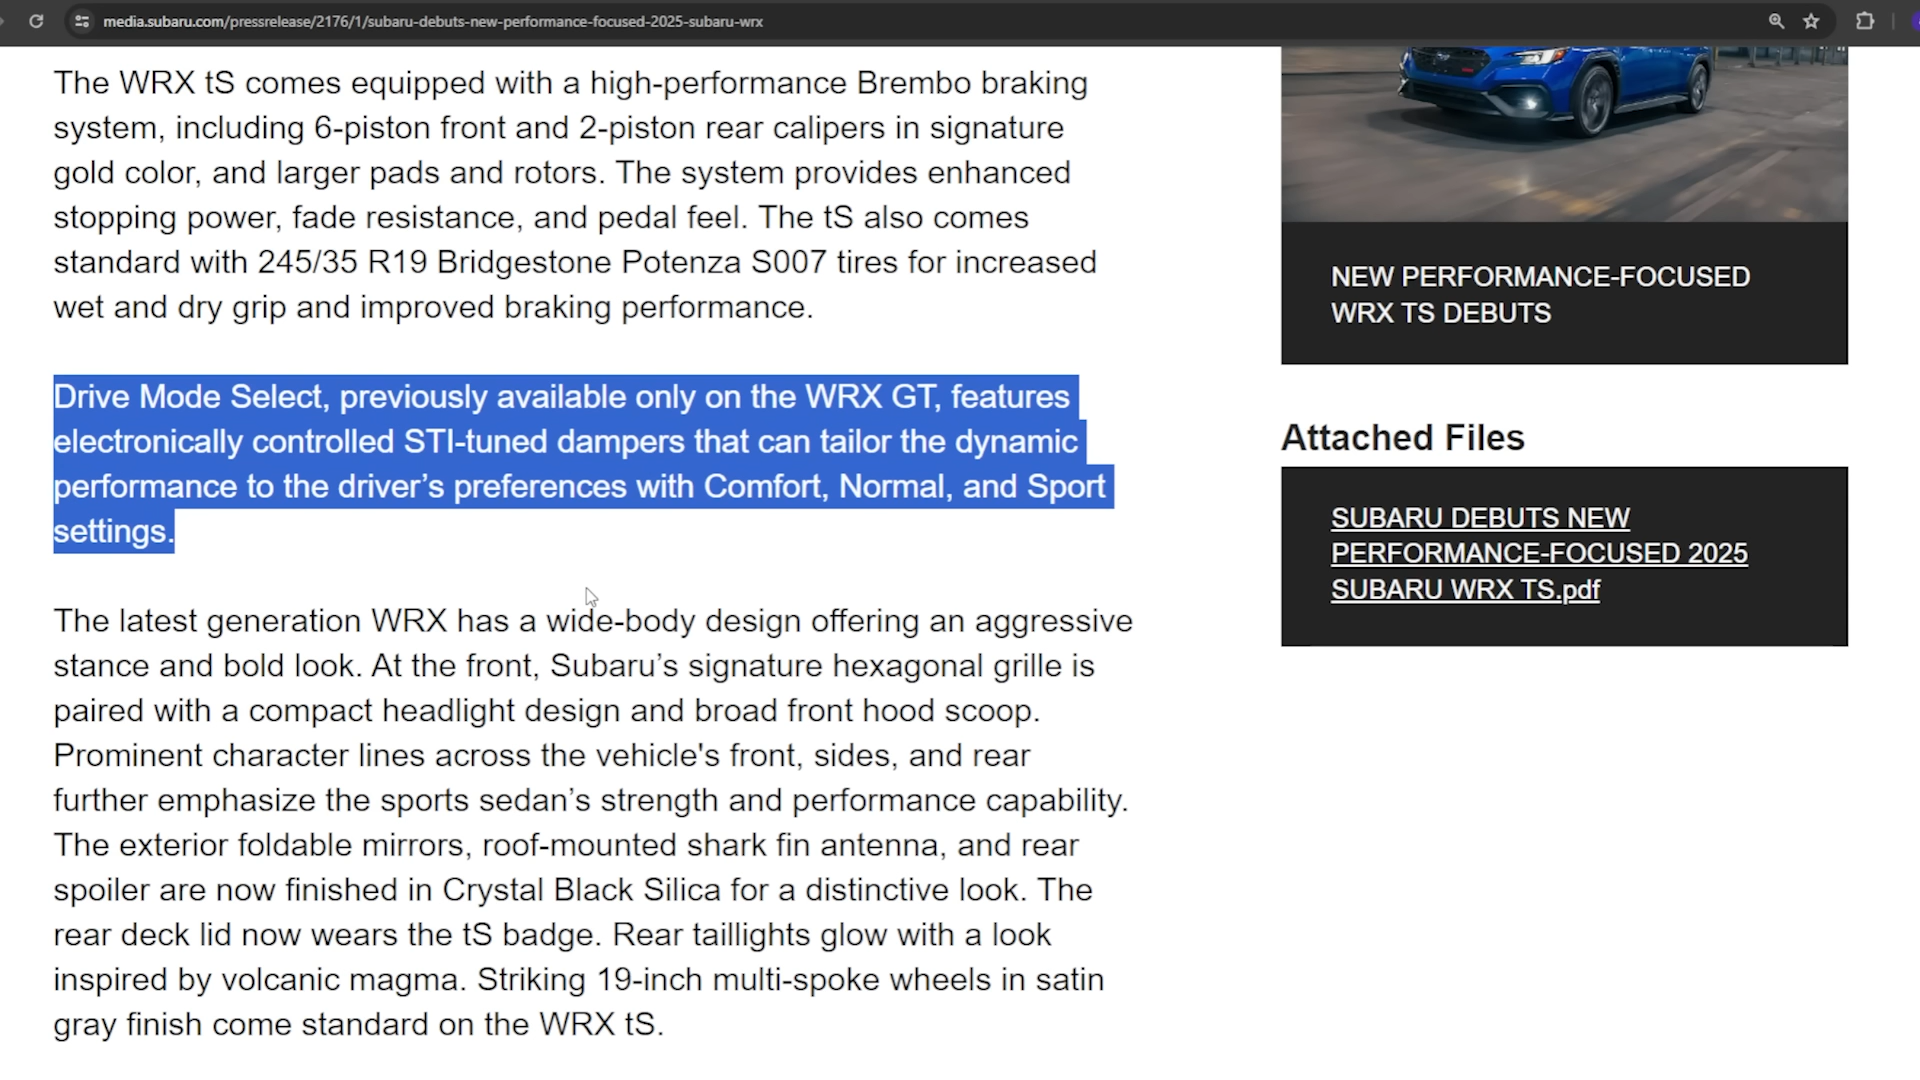 media.subaru.com/pressrelease/2176/1/subaru-debuts-new-performance-focused-2025-subaru-wrx
The WRX tS comes equipped with a high-performance Brembo braking
system, including 6-piston front and 2-piston rear calipers in signature
gold color, and larger pads and rotors. The system provides enhanced
stopping power, fade resistance, and pedal feel. The tS also comes
standard with 245/35 R19 Bridgestone Potenza S007 tires for increased
wet and dry grip and improved braking performance.
Drive Mode Select, previously available only on the WRX GT, features
electronically controlled STI-tuned dampers that can tailor the dynamic
performance to the driver’s preferences with Comfort, Normal, and Sport
settings.
The latest generation WRX has a wide-body design offering an aggressive
stance and bold look. At the front, Subaru’s signature hexagonal grille is
paired with a compact headlight design and broad front hood scoop.
Prominent character lines across the vehicle's front, sides, and rear
further emphasize the sports sedan’s strength and performance capability.
The exterior foldable mirrors, roof-mounted shark fin antenna, and rear
spoiler are now finished in Crystal Black Silica for a distinctive look. The
rear deck lid now wears the tS badge. Rear taillights glow with a look
inspired by volcanic magma. Striking 19-inch multi-spoke wheels in satin
gray finish come standard on the WRX tS.
NEW PERFORMANCE-FOCUSED
WRX TS DEBUTS
Attached Files
SUBARU DEBUTS NEW
PERFORMANCE-FOCUSED 2025
SUBARU WRX TS.pdf